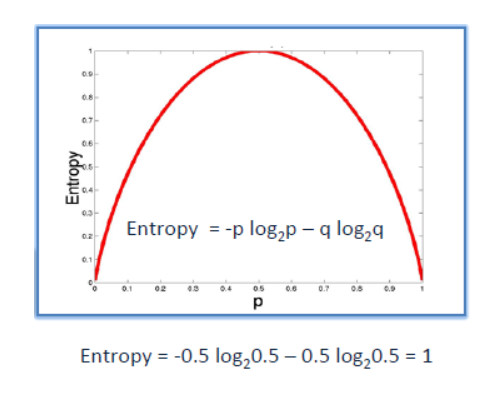 1
0.9
0.8
0.7
0.6
0.5
0.4
0.3
0.2
0.1
0
Entropy
Entropy = -p log₂p – q log₂q
0 0.1 0.2 0.3 0.4 0.5 0.6 0.7 0.8 0.9 1
p
Entropy = -0.5 log₂0.5 – 0.5 log₂0.5 = 1